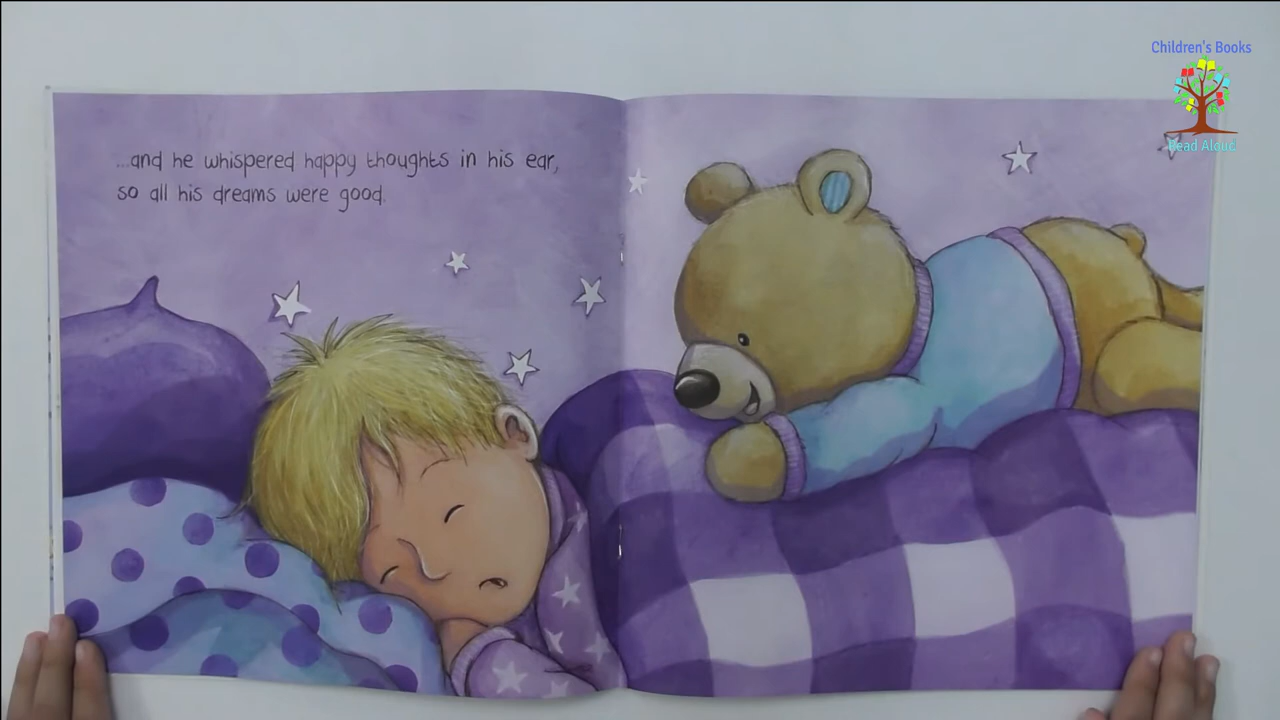 ...and he whispered happy thoughts in his ear,
so all his dreams were good.
Children's Books
Read Aloud